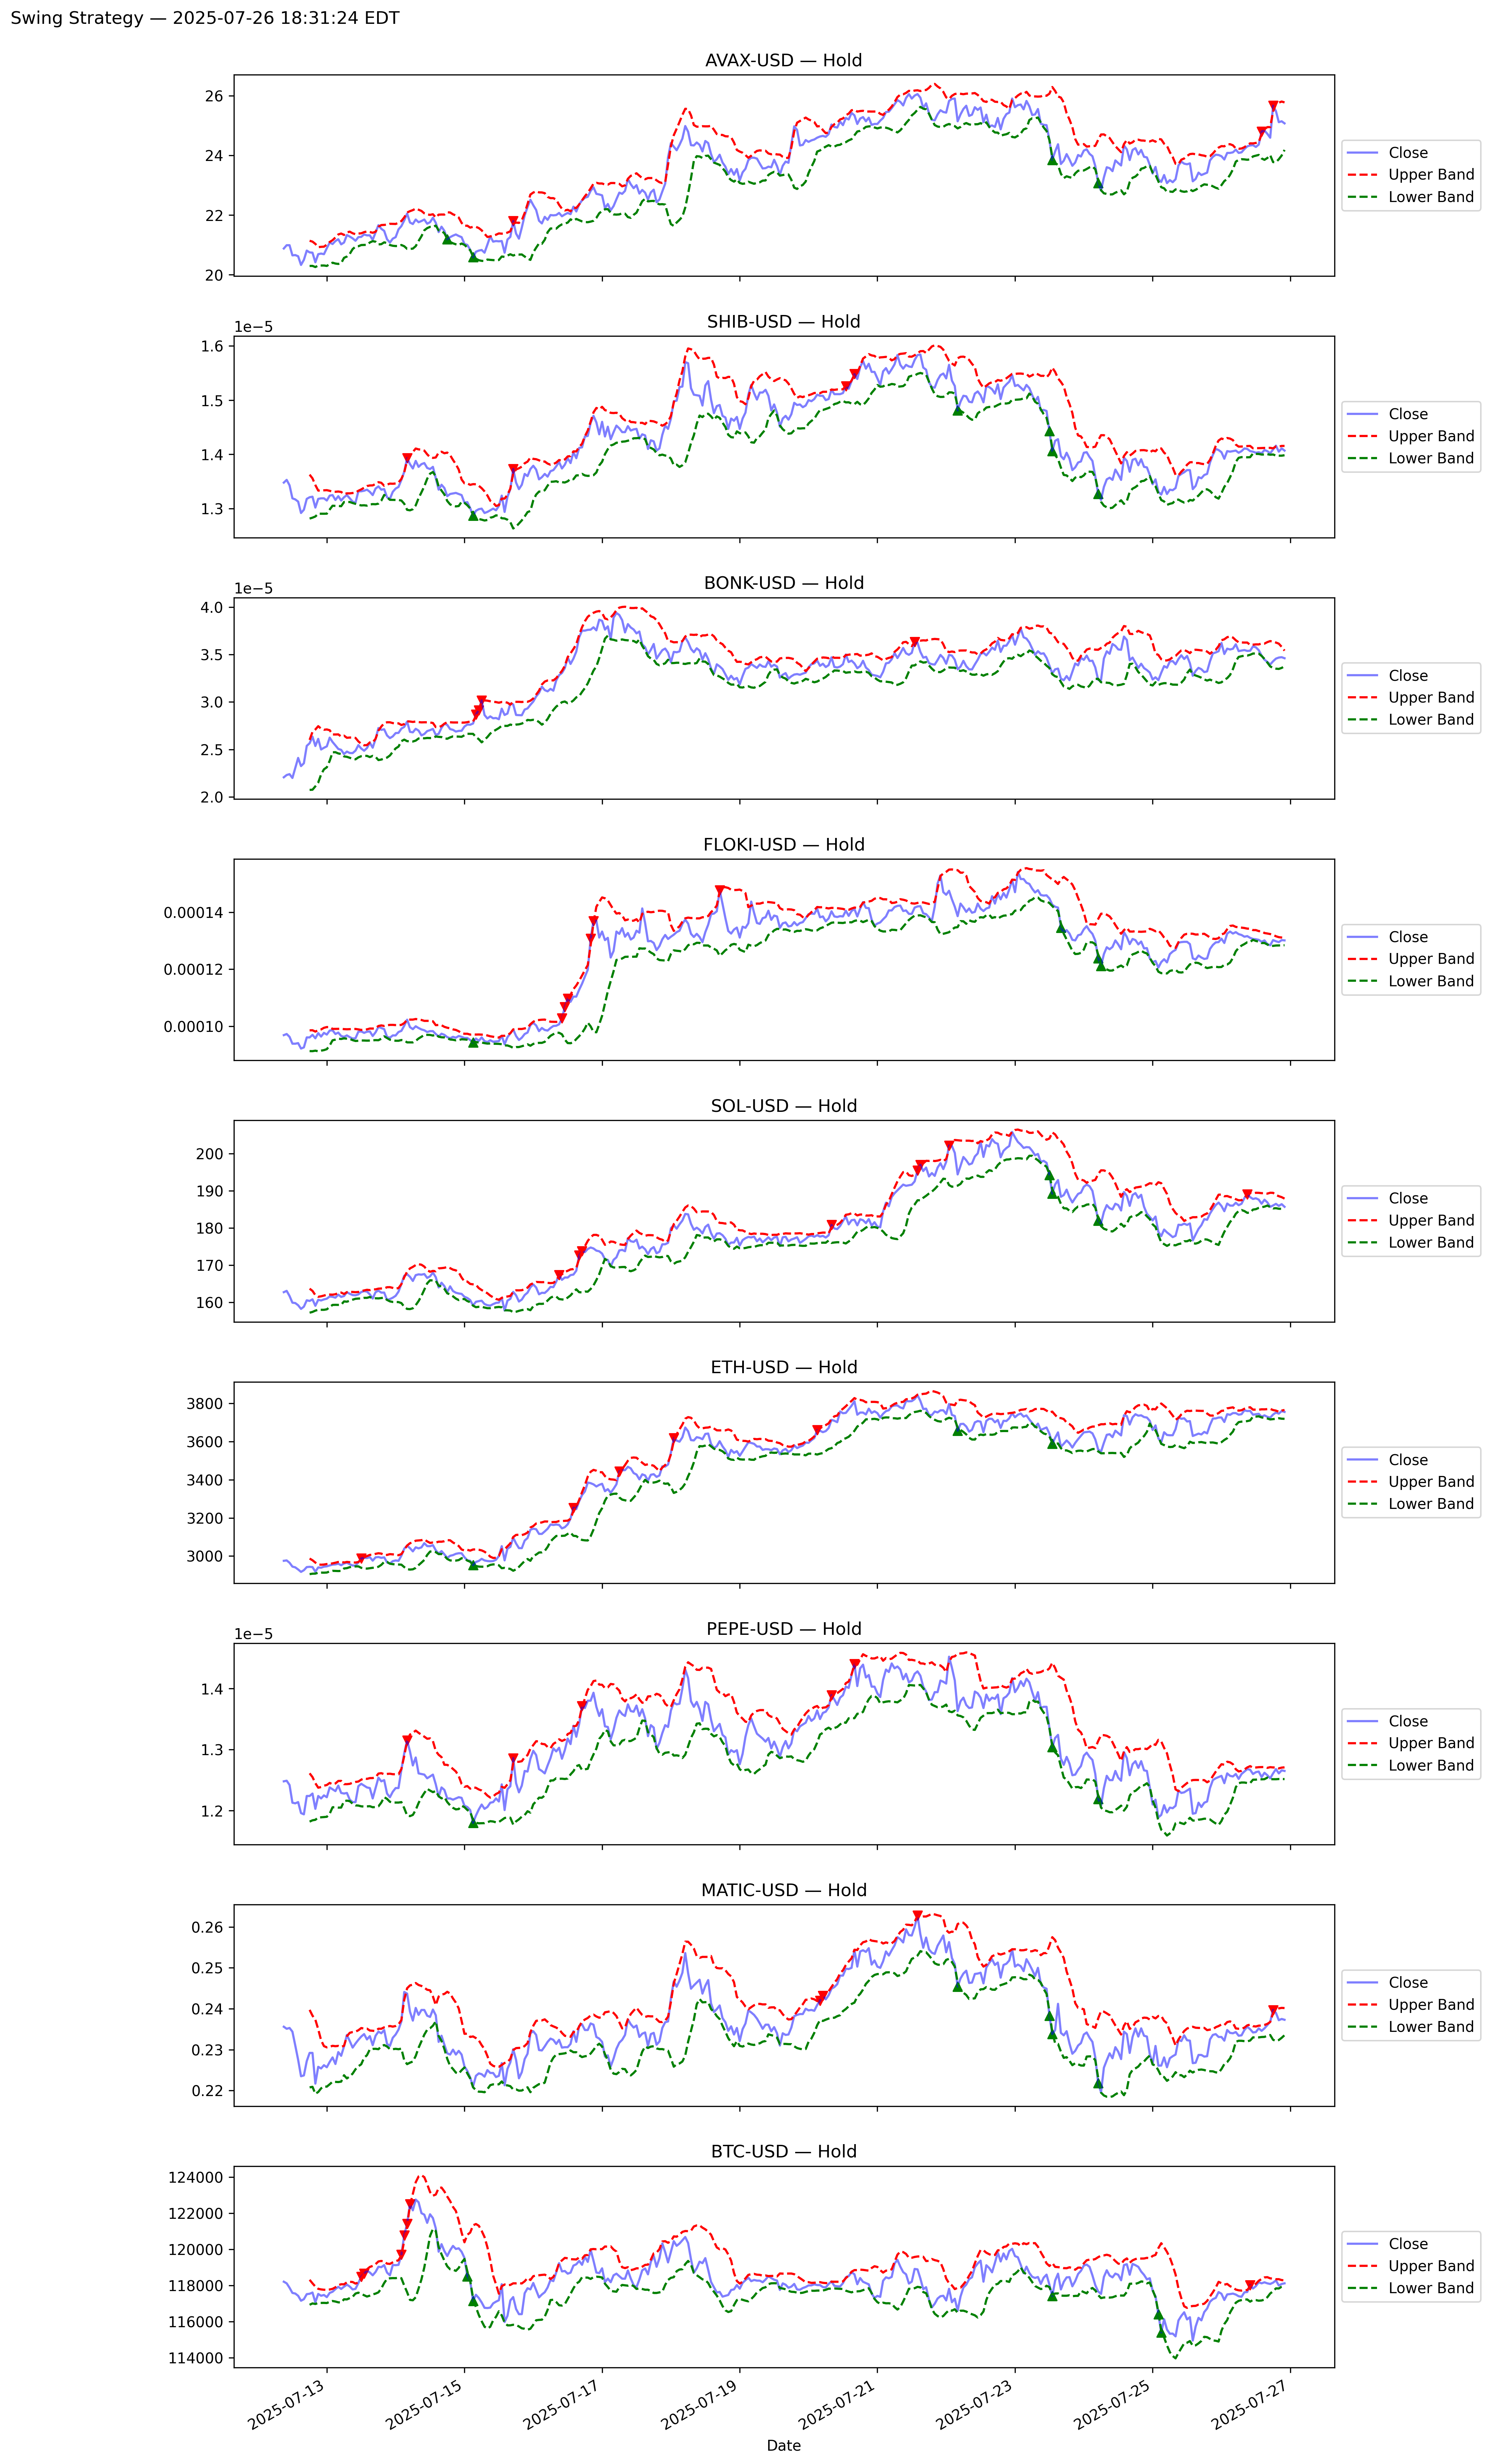 Swing Strategy — 2025-07-26 18:31:24 EDT
AVAX-USD — Hold
26
24
22
20
Close
Upper Band
Lower Band
SHIB-USD — Hold
1e−5
1.6
1.5
1.4
1.3
Close
Upper Band
Lower Band
BONK-USD — Hold
1e−5
4.0
3.5
3.0
2.5
2.0
Close
Upper Band
Lower Band
FLOKI-USD — Hold
0.00014
0.00012
0.00010
Close
Upper Band
Lower Band
SOL-USD — Hold
200
190
180
170
160
Close
Upper Band
Lower Band
ETH-USD — Hold
3800
3600
3400
3200
3000
Close
Upper Band
Lower Band
PEPE-USD — Hold
1e−5
1.4
1.3
1.2
Close
Upper Band
Lower Band
MATIC-USD — Hold
0.26
0.25
0.24
0.23
0.22
Close
Upper Band
Lower Band
BTC-USD — Hold
124000
122000
120000
118000
116000
114000
Close
Upper Band
Lower Band
2025-07-13
2025-07-15
2025-07-17
2025-07-19
2025-07-21
2025-07-23
2025-07-25
2025-07-27
Date